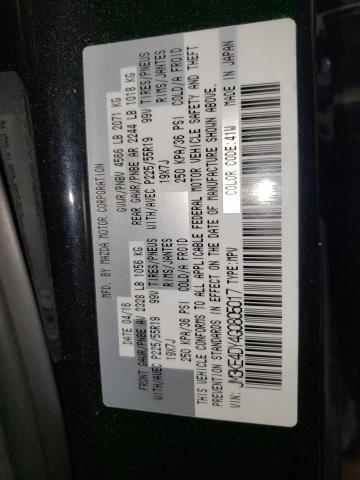 MFD. BY MAZDA MOTOR CORPORATION
DATE 04/16 GVWR/PNBV 4566 LB 2071 KG
FRONT GAWR/PNBE AV 2328 LB 1056 KG REAR GAWR/PNBE AR 2244 LB 1018 KG
WITH/AVEC P225/55R19 99V TIRES/PNEUS WITH/AVEC P225/55R19 99V TIRES/PNEUS
19X7J RIMS/JANTES 19X7J RIMS/JANTES
250 KPA/36 PSI COLD/A FROID 250 KPA/36 PSI COLD/A FROID
THIS VEHICLE CONFORMS TO ALL APPLICABLE FEDERAL MOTOR VEHICLE SAFETY AND THEFT
PREVENTION STANDARDS IN EFFECT ON THE DATE OF MANUFACTURE SHOWN ABOVE.
VIN: JM3KE4DY4G0805017 TYPE:MPV COLOR CODE:41W MADE IN JAPAN